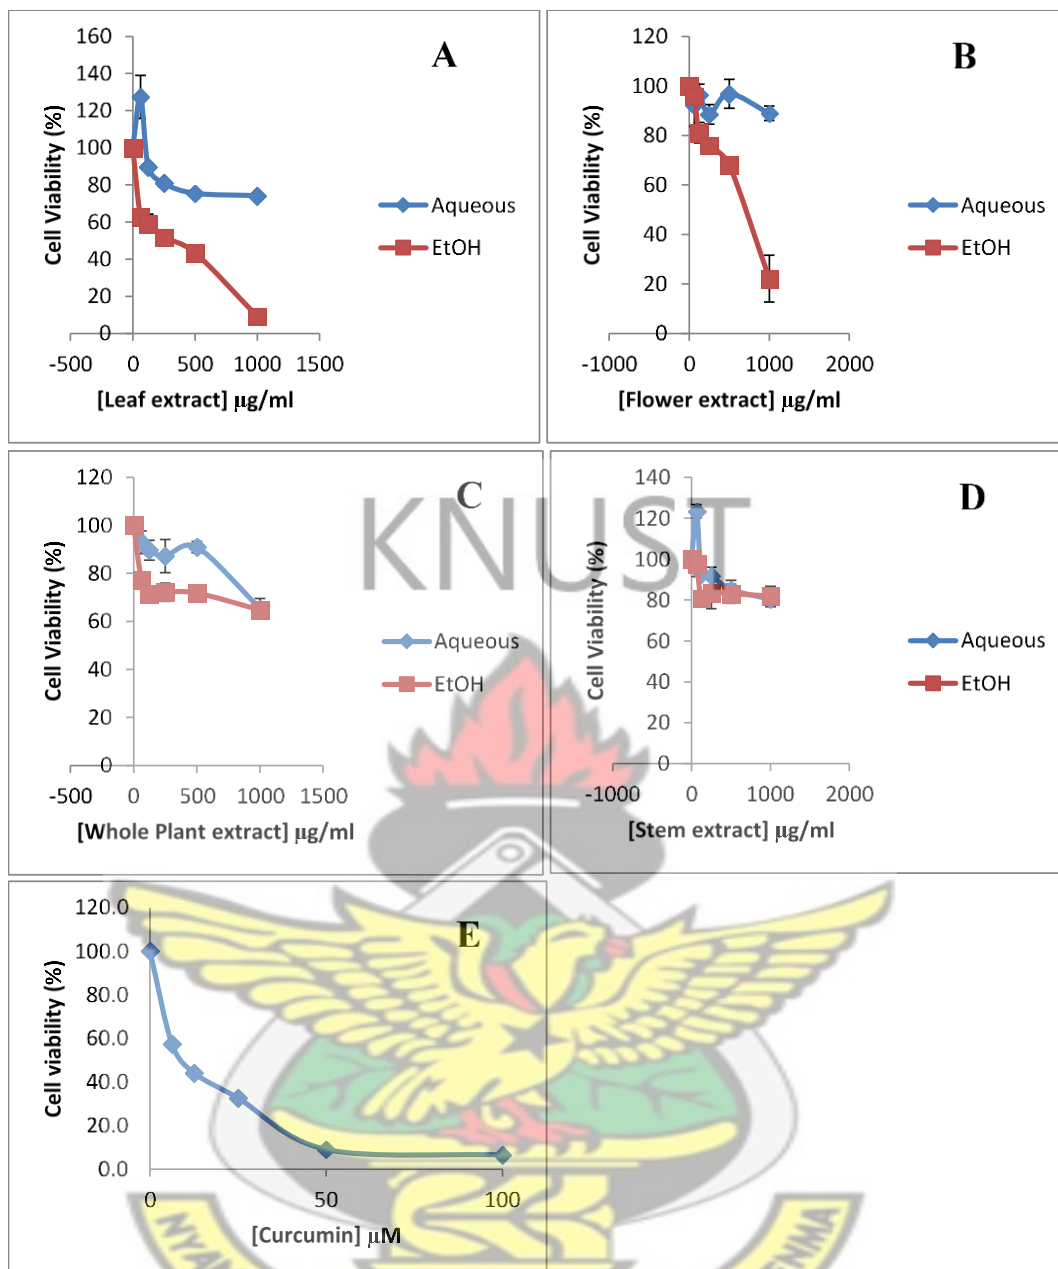 A
160
140
120
100
80
60
40
20
0
Cell Viability (%)
-500 0 500 1000 1500
[Leaf extract] µg/ml
Aqueous
EtOH
B
120
100
80
60
40
20
0
Cell Viability (%)
-1000 0 1000 2000
[Flower extract] µg/ml
Aqueous
EtOH
C
120
100
80
60
40
20
0
Cell Viability (%)
-500 0 500 1000 1500
[Whole Plant extract] µg/ml
Aqueous
EtOH
KNUST
D
140
120
100
80
60
40
20
0
Cell Viability (%)
-1000 0 1000 2000
[Stem extract] µg/ml
Aqueous
EtOH
E
120.0
100.0
80.0
60.0
40.0
20.0
0.0
Cell viability (%)
0 50 100
[Curcumin] µM